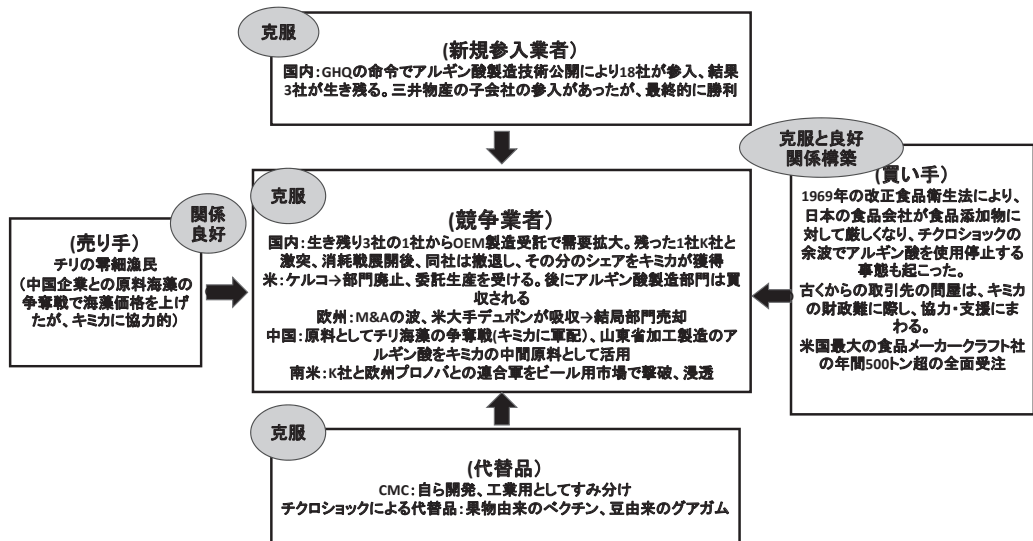 克服
(新規参入業者)
国内：GHQの命令でアルギン酸製造技術公開により18社が参入、結果
3社が生き残る。三井物産の子会社の参入があったが、最終的に勝利
関係
良好
(売り手)
チリの零細漁民
（中国企業との原料海藻の
争奪戦で海藻価格を上げ
たが、キミカに協力的）
克服
(競争業者)
国内：生き残り3社の1社からOEM製造受託で需要拡大。残った1社K社と
激突、消耗戦展開後、同社は撤退し、その分のシェアをキミカが獲得
米：ケルコ→部門廃止、委託生産を受ける。後にアルギン酸製造部門は買
収される
欧州：M&Aの波、米大手デュポンが吸収→結局部門売却
中国：原料としてチリ海藻の争奪戦(キミカに軍配）、山東省加工製造のア
ルギン酸をキミカの中間原料として活用
南米：K社と欧州プロノバとの連合軍をビール用市場で撃破、浸透
克服と良好
関係構築
(買い手)
1969年の改正食品衛生法により、
日本の食品会社が食品添加物に
対して厳しくなり、チクロショックの
余波でアルギン酸を使用停止する
事態も起こった。
古くからの取引先の問屋は、キミカ
の財政難に際し、協力・支援にま
わる。
米国最大の食品メーカークラフト社
の年間500トン超の全面受注
克服
(代替品)
CMC：自ら開発、工業用としてすみ分け
チクロショックによる代替品：果物由来のペクチン、豆由来のグアガム